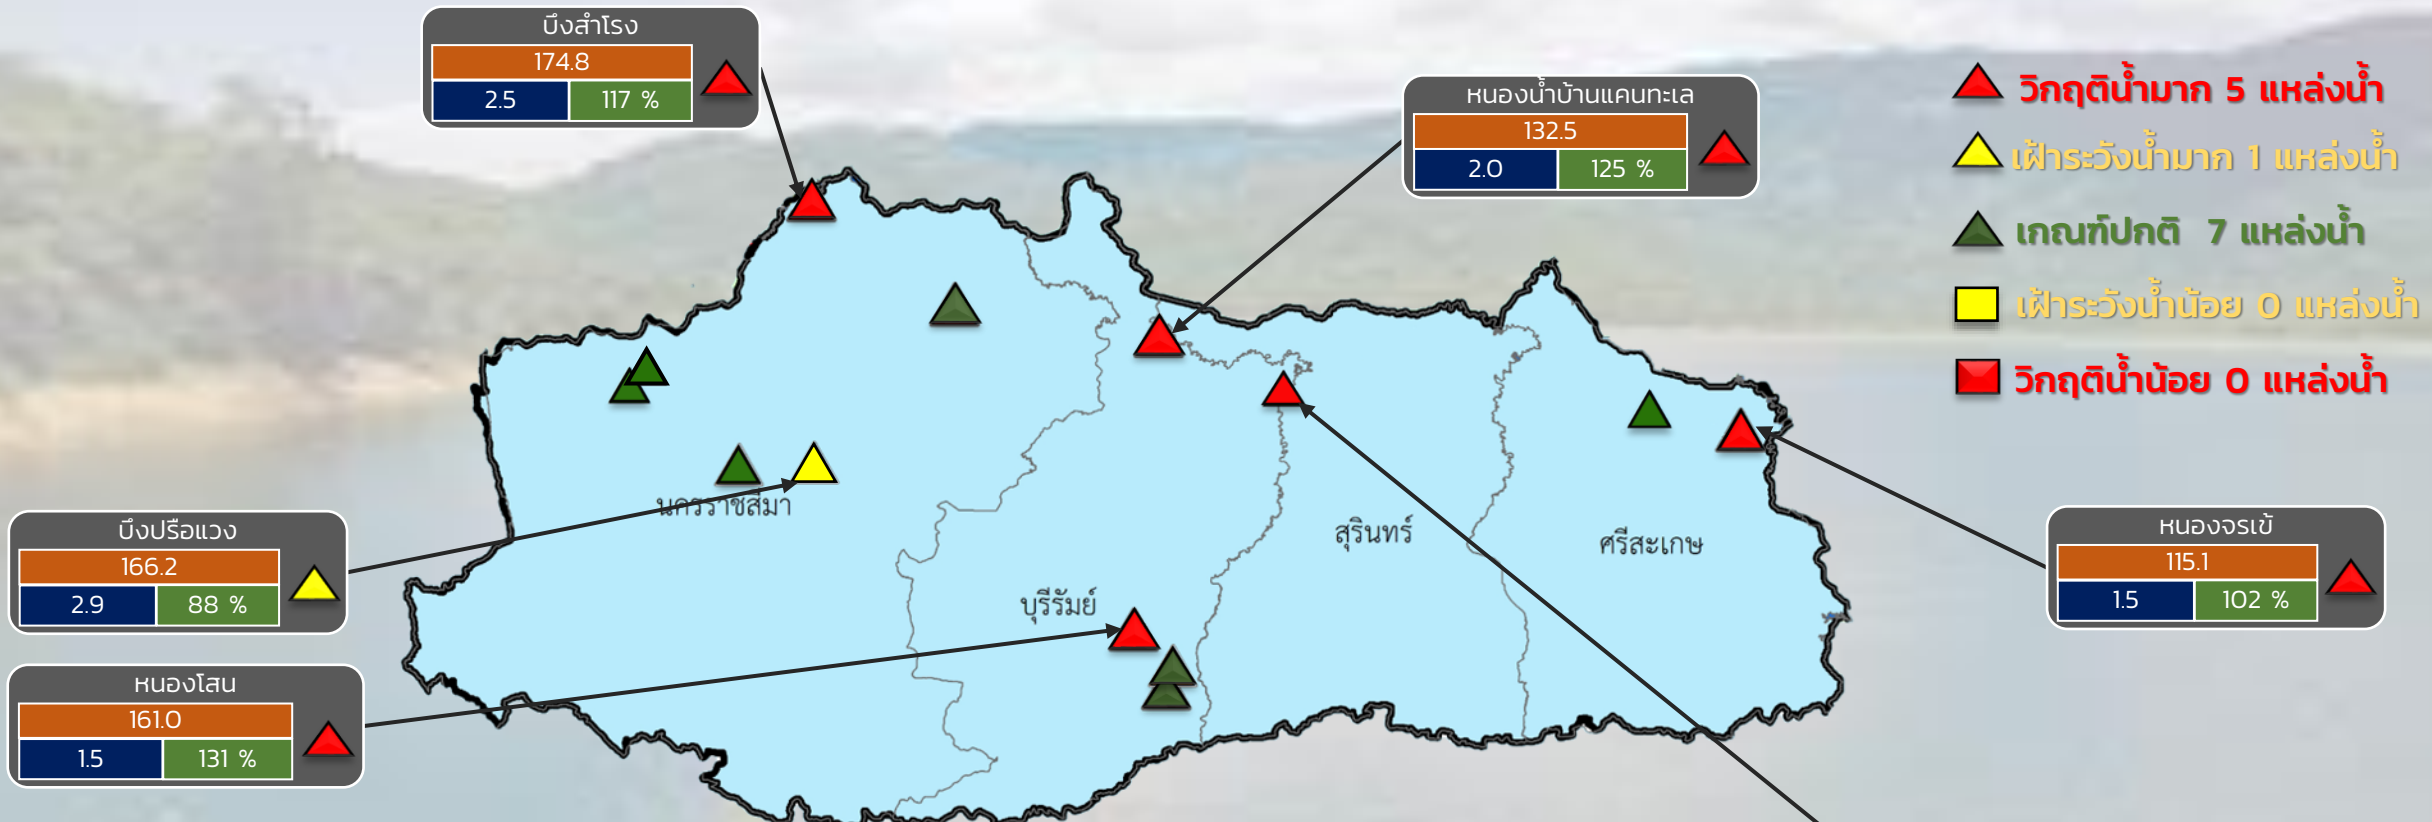 บึงสำโรง
174.8
2.5 117 %
หนองน้ำบ้านแคนทะเล
132.5
2.0 125 %
วิกฤติน้ำมาก 5 แหล่งน้ำ
เฝ้าระวังน้ำมาก 1 แหล่งน้ำ
เกณฑ์ปกติ 7 แหล่งน้ำ
เฝ้าระวังน้ำน้อย 0 แหล่งน้ำ
วิกฤติน้ำน้อย 0 แหล่งน้ำ
นครราชสีมา
สุรินทร์
ศรีสะเกษ
บุรีรัมย์
บึงปรือแวง
166.2
2.9 88 %
หนองจรเข้
115.1
1.5 102 %
หนองโสน
161.0
1.5 131 %